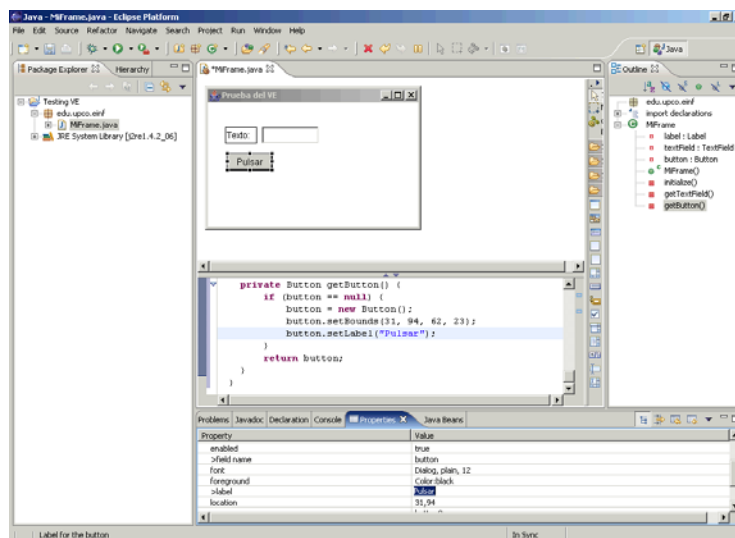 Java - MiFrame.java - Eclipse Platform
File Edit Source Refactor Navigate Search Project Run Window Help
Java
Package Explorer Hierarchy
*MiFrame.java
Outline
Testing VE
edu.upco.einf
MiFrame.java
JRE System Library [j2re1.4.2_06]
Prueba del VE
Texto:
Pulsar
edu.upco.einf
import declarations
MiFrame
label : Label
textField : TextField
button : Button
MiFrame()
initialize()
getTextField()
getButton()
private Button getButton() {
if (button == null) {
button = new Button();
button.setBounds(31, 94, 62, 23);
button.setLabel("Pulsar");
}
return button;
}
}
Problems Javadoc Declaration Console Properties Java Beans
Property Value
enabled true
>field name button
font Dialog, plain, 12
foreground Color:black
>label Pulsar
location 31,94
Label for the button In Sync